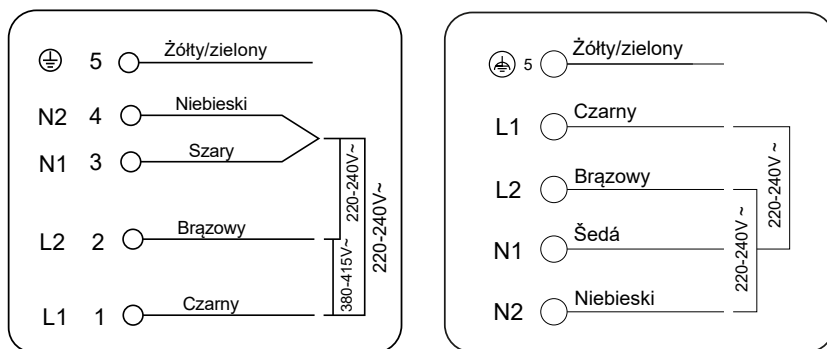 5 Żółty/zielony
N2 4 Niebieski
N1 3 Szary
L2 2 Brązowy
L1 1 Czarny
220-240V~
380-415V~
220-240V~
5 Żółty/zielony
L1 Czarny
L2 Brązowy
N1 Šedá
N2 Niebieski
220-240V~
220-240V~